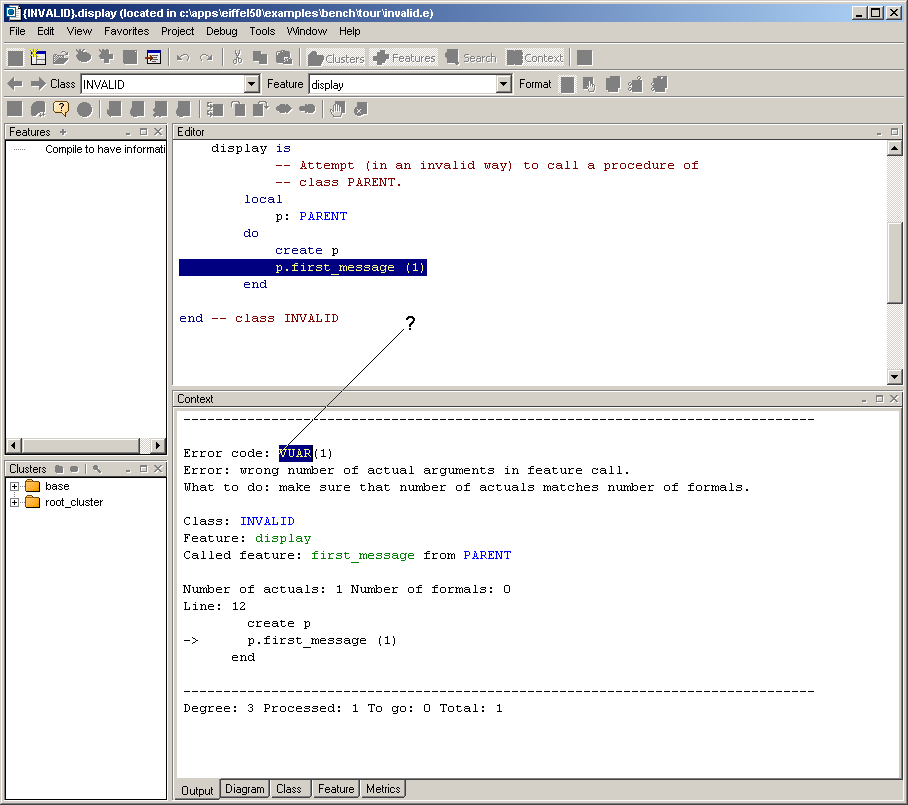 {INVALID}.display (located in c:\apps\eiffel50\examples\bench\tour\invalid.e)
File Edit View Favorites Project Debug Tools Window Help
Clusters Features Search Context
Class INVALID Feature display Format
Features
Compile to have informati
Editor
display is
-- Attempt (in an invalid way) to call a procedure of
-- class PARENT.
local
p: PARENT
do
create p
p.first_message (1)
end
end -- class INVALID
?
Clusters
base
root_cluster
Context
--------------------------------------------------------------------------------
Error code: VUAR(1)
Error: wrong number of actual arguments in feature call.
What to do: make sure that number of actuals matches number of formals.
Class: INVALID
Feature: display
Called feature: first_message from PARENT
Number of actuals: 1 Number of formals: 0
Line: 12
create p
-> p.first_message (1)
end
--------------------------------------------------------------------------------
Degree: 3 Processed: 1 To go: 0 Total: 1
Output Diagram Class Feature Metrics